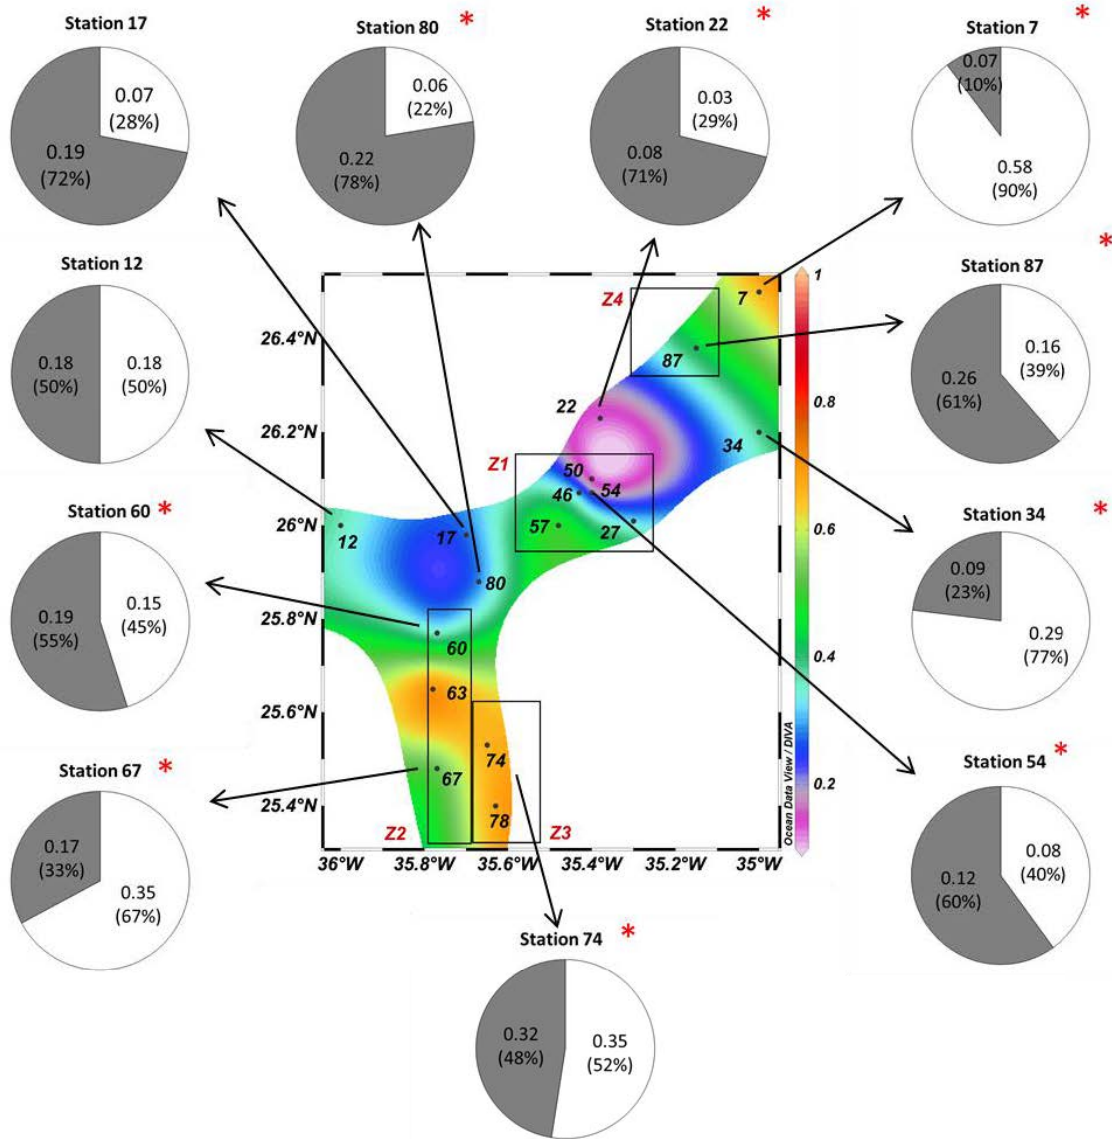 Station 17
0.07
(28%)
0.19
(72%)
Station 80 *
0.06
(22%)
0.22
(78%)
Station 22 *
0.03
(29%)
0.08
(71%)
Station 7 *
0.07
(10%)
0.58
(90%)
Station 12
0.18
(50%)
0.18
(50%)
Station 87 *
0.16
(39%)
0.26
(61%)
Station 60 *
0.19
(55%)
0.15
(45%)
Station 34 *
0.09
(23%)
0.29
(77%)
Station 67 *
0.17
(33%)
0.35
(67%)
Station 54 *
0.08
(40%)
0.12
(60%)
Station 74 *
0.32
(48%)
0.35
(52%)
26.4°N
26.2°N
26°N
25.8°N
25.6°N
25.4°N
36°W
35.8°W
35.6°W
35.4°W
35.2°W
35°W
Z4
7
87
22
34
Z1
50
46
54
57
27
12
17
80
60
63
74
67
78
Z2
Z3
1
0.8
0.6
0.4
0.2
Ocean Data View / DIVA